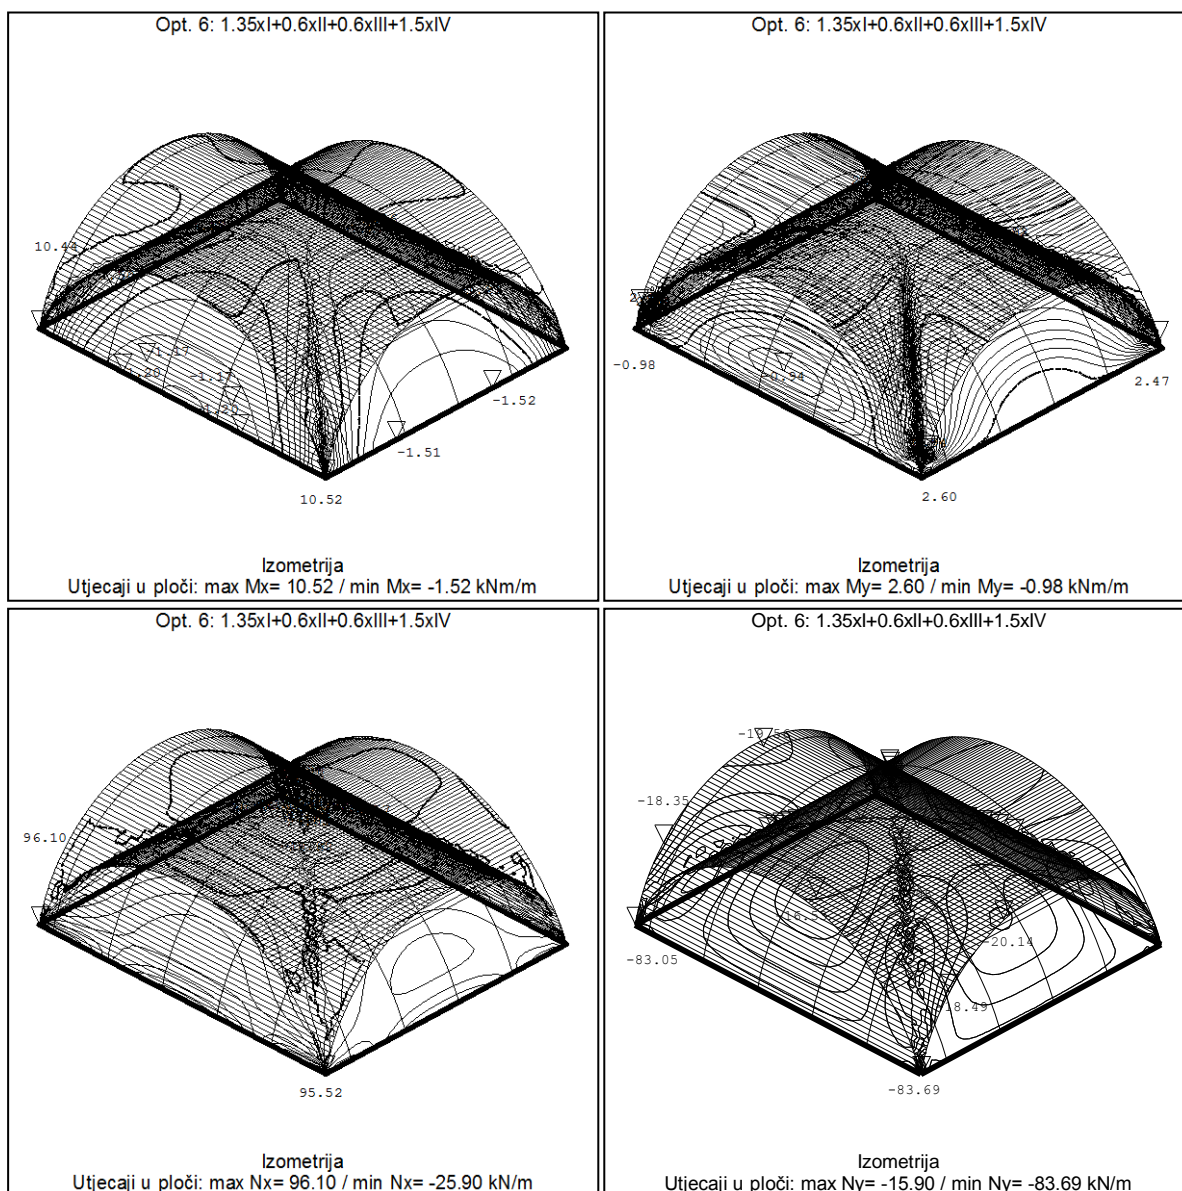 Opt. 6: 1.35xI+0.6xII+0.6xIII+1.5xIV
10.44
-1.17
-1.17
-1.52
-1.51
10.52
Izometrija
Utjecaji u ploči: max Mx= 10.52 / min Mx= -1.52 kNm/m
Opt. 6: 1.35xI+0.6xII+0.6xIII+1.5xIV
-0.98
-0.94
2.47
2.60
Izometrija
Utjecaji u ploči: max My= 2.60 / min My= -0.98 kNm/m
Opt. 6: 1.35xI+0.6xII+0.6xIII+1.5xIV
96.10
95.52
Izometrija
Utjecaji u ploči: max Nx= 96.10 / min Nx= -25.90 kN/m
Opt. 6: 1.35xI+0.6xII+0.6xIII+1.5xIV
-18.35
-83.05
-20.14
-83.69
Izometrija
Utjecaji u ploči: max Ny= -15.90 / min Ny= -83.69 kN/m